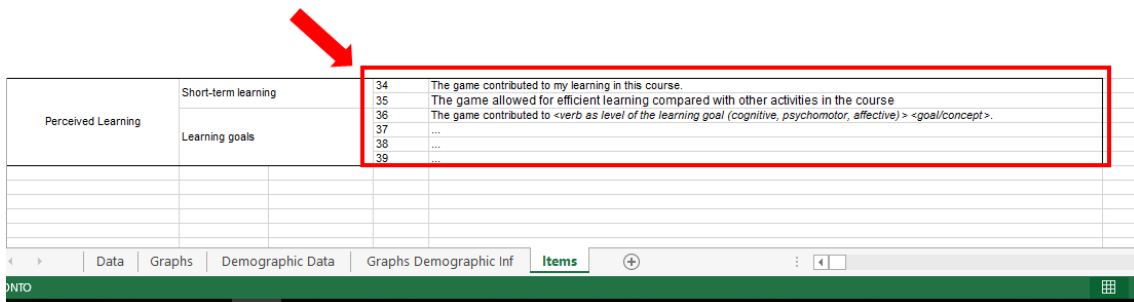 34 The game contributed to my learning in this course.
Short-term learning
35 The game allowed for efficient learning compared with other activities in the course
36 The game contributed to <verb as level of the learning goal (cognitive, psychomotor, affective) > <goal/concept>.
Perceived Learning
37 ...
Learning goals
38 ...
39 ...
Data Graphs Demographic Data Graphs Demographic Inf Items
ONTO